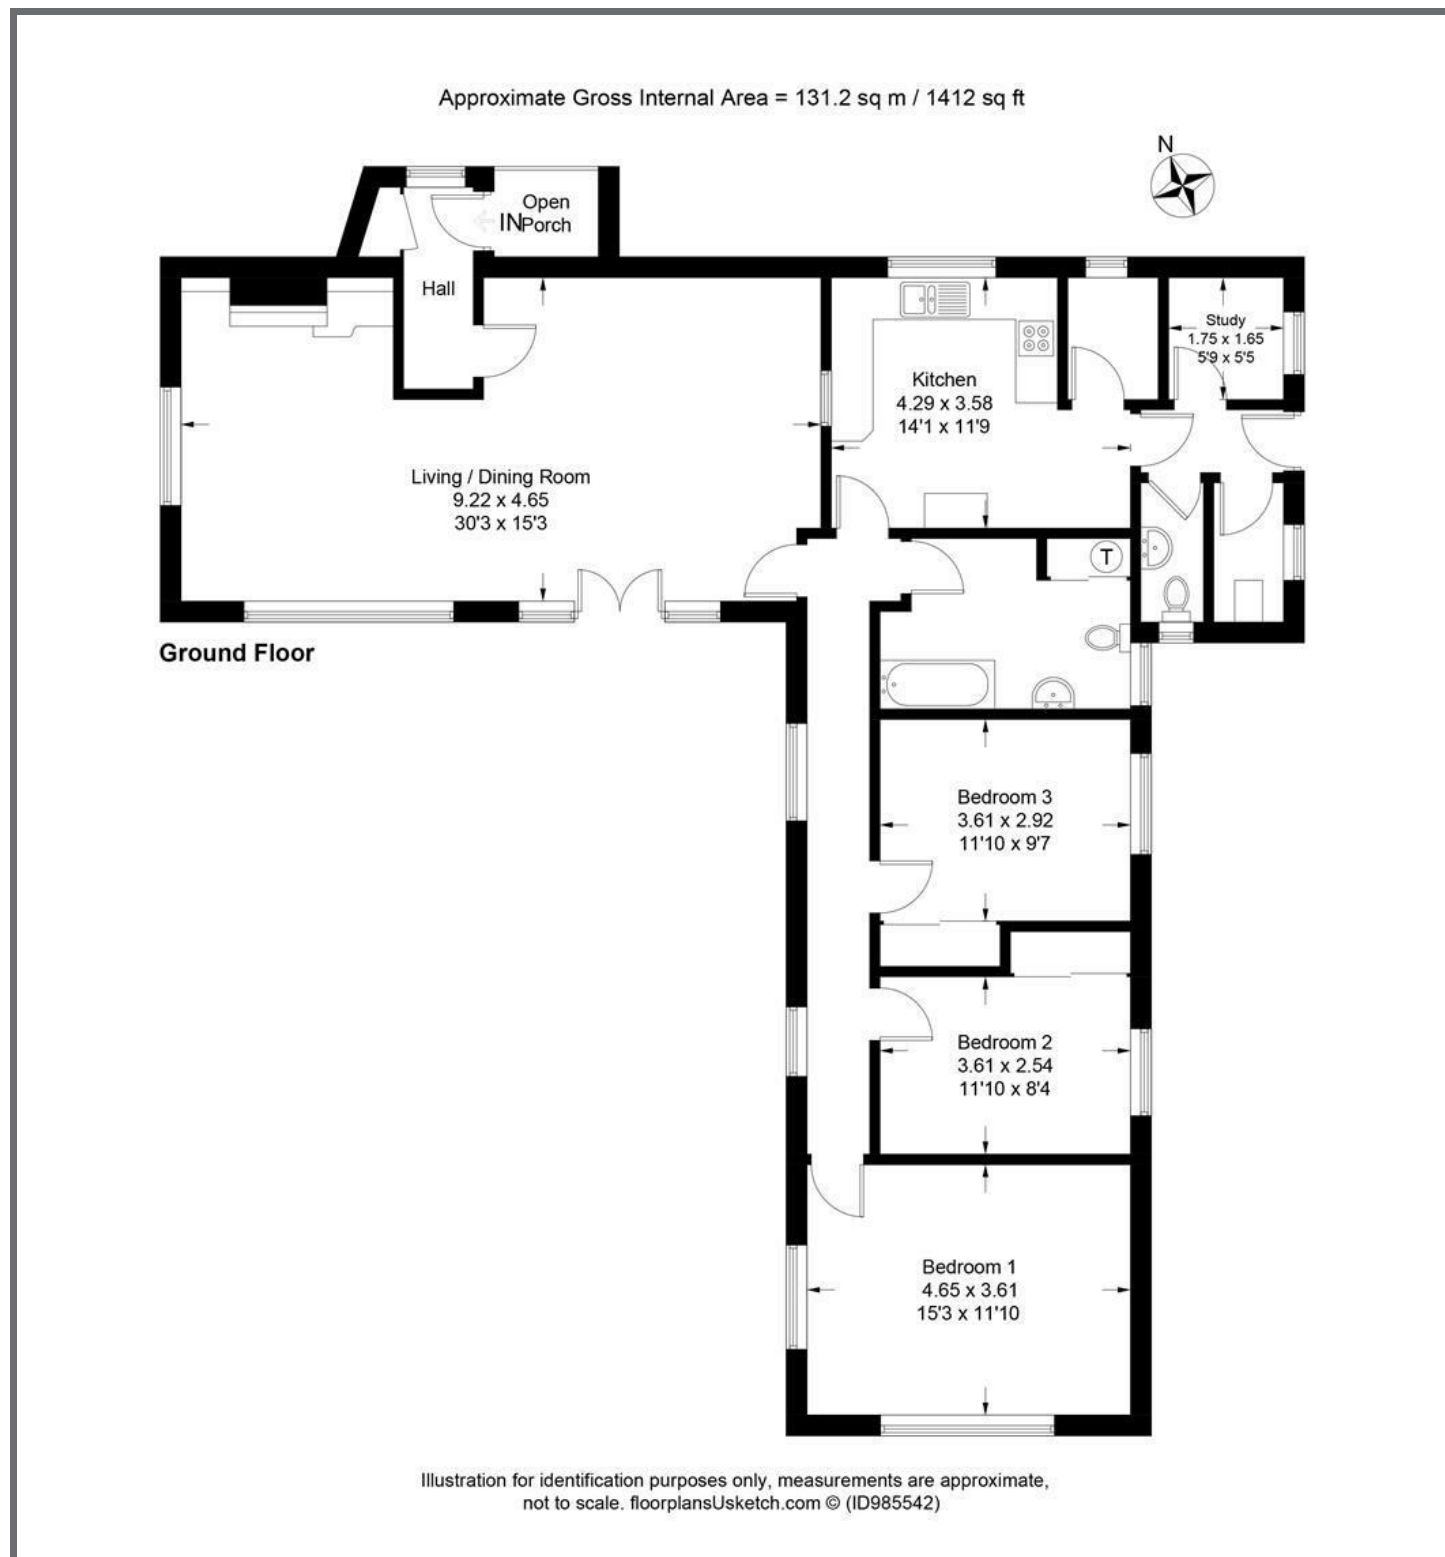 Approximate Gross Internal Area = 131.2 sq m / 1412 sq ft
N
Open
Porch
IN
Hall
Study
1.75 x 1.65
5'9 x 5'5
Kitchen
4.29 x 3.58
14'1 x 11'9
Living / Dining Room
9.22 x 4.65
30'3 x 15'3
T
Ground Floor
Bedroom 3
3.61 x 2.92
11'10 x 9'7
Bedroom 2
3.61 x 2.54
11'10 x 8'4
Bedroom 1
4.65 x 3.61
15'3 x 11'10
Illustration for identification purposes only, measurements are approximate,
not to scale. floorplansUsketch.com © (ID985542)